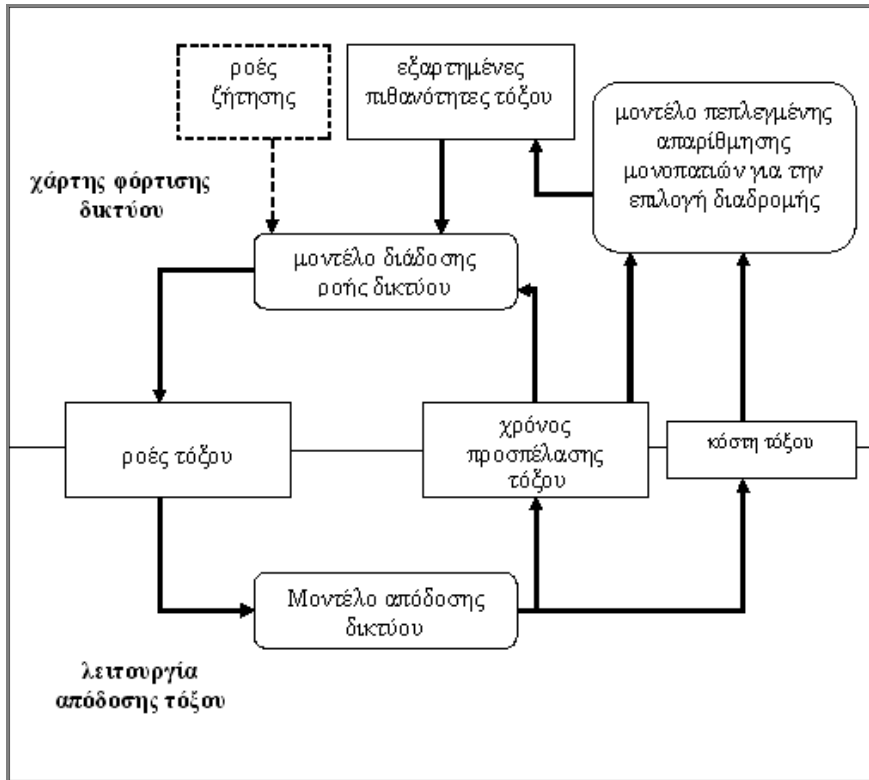 ροές
ζήτησης
εξαρτημένες
πιθανότητες τόξου
μοντέλο πεπλεγμένης
απαρίθμησης
μονοπατιών για την
επιλογή διαδρομής
χάρτης φόρτισης
δικτύου
μοντέλο διάδοσης
ροής δικτύου
ροές τόξου
χρόνος
προσπέλασης
τόξου
κόστη τόξου
Μοντέλο απόδοσης
δικτύου
λειτουργία
απόδοσης τόξου